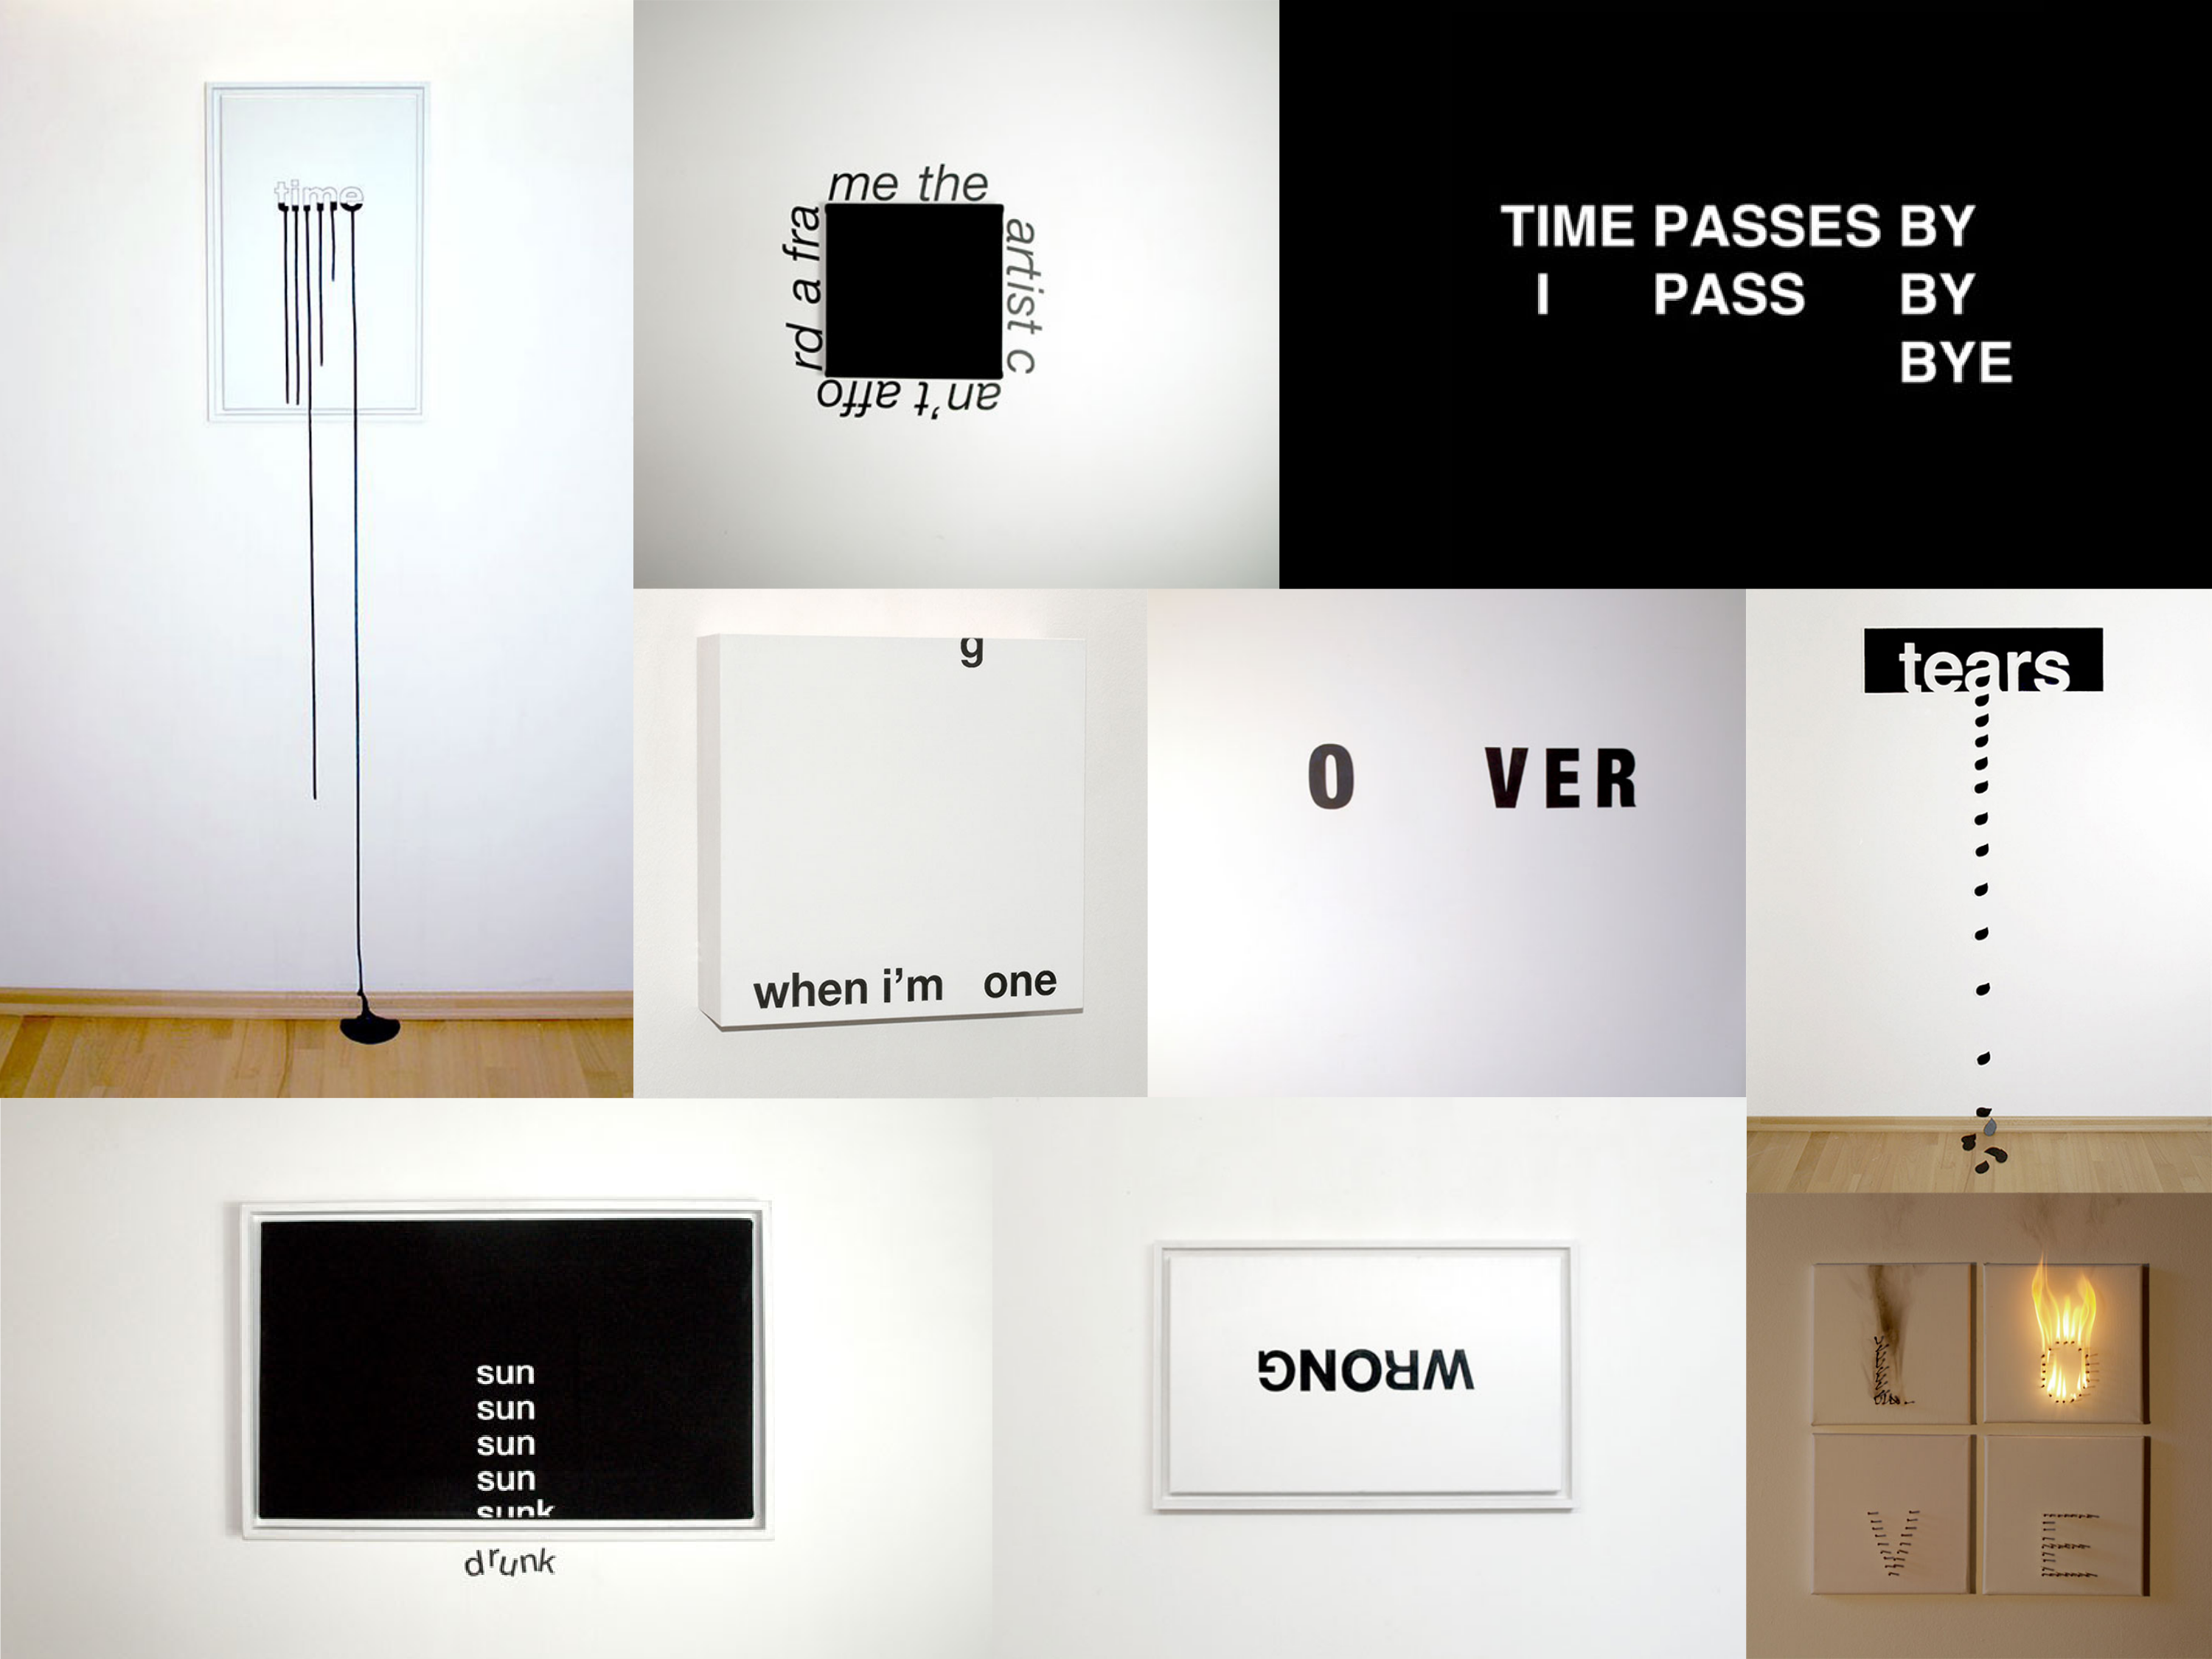 time
me the
artist c
an't affo
rd a fra
TIME PASSES BY
I PASS BY
BYE
g
when i'm one
O VER
tears
sun
sun
sun
sun
sunk
drunk
WRONG
L O
V E